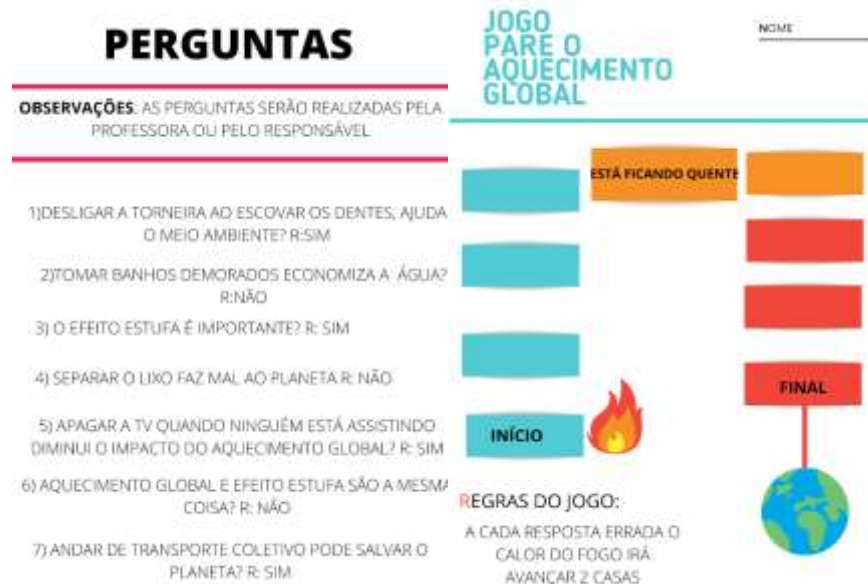 PERGUNTAS
OBSERVAÇÕES: AS PERGUNTAS SERÃO REALIZADAS PELA
PROFESSORA OU PELO RESPONSÁVEL
1)DESLIGAR A TORNEIRA AO ESCOVAR OS DENTES, AJUDA
O MEIO AMBIENTE? R:SIM
2)TOMAR BANHOS DEMORADOS ECONOMIZA A ÁGUA?
R:NÃO
3) O EFEITO ESTUFA É IMPORTANTE? R: SIM
4) SEPARAR O LIXO FAZ MAL AO PLANETA R: NÃO
5) APAGAR A TV QUANDO NINGUÉM ESTÁ ASSISTINDO
DIMINUI O IMPACTO DO AQUECIMENTO GLOBAL? R: SIM
6) AQUECIMENTO GLOBAL E EFEITO ESTUFA SÃO A MESMA
COISA? R: NÃO
7) ANDAR DE TRANSPORTE COLETIVO PODE SALVAR O
PLANETA? R: SIM
JOGO
PARE O
AQUECIMENTO
GLOBAL
NOME
ESTÁ FICANDO QUENTE
INÍCIO
FINAL
REGRAS DO JOGO:
A CADA RESPOSTA ERRADA O
CALOR DO FOGO IRÁ
AVANÇAR 2 CASAS